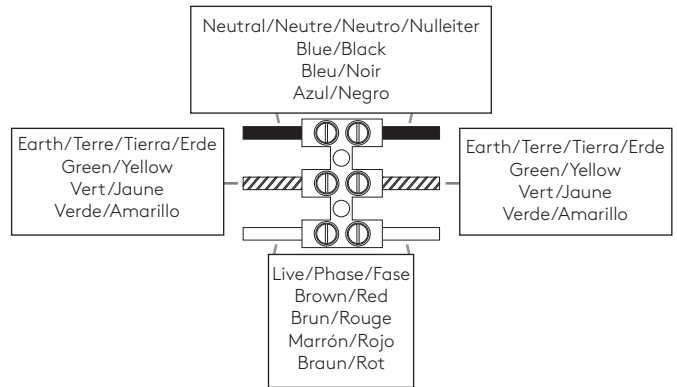 Neutral/Neutre/Neutro/Nulleiter
Blue/Black
Bleu/Noir
Azul/Negro
Earth/Terre/Tierra/Erde
Green/Yellow
Vert/Jaune
Verde/Amarillo
Earth/Terre/Tierra/Erde
Green/Yellow
Vert/Jaune
Verde/Amarillo
Live/Phase/Fase
Brown/Red
Brun/Rouge
Marrón/Rojo
Braun/Rot